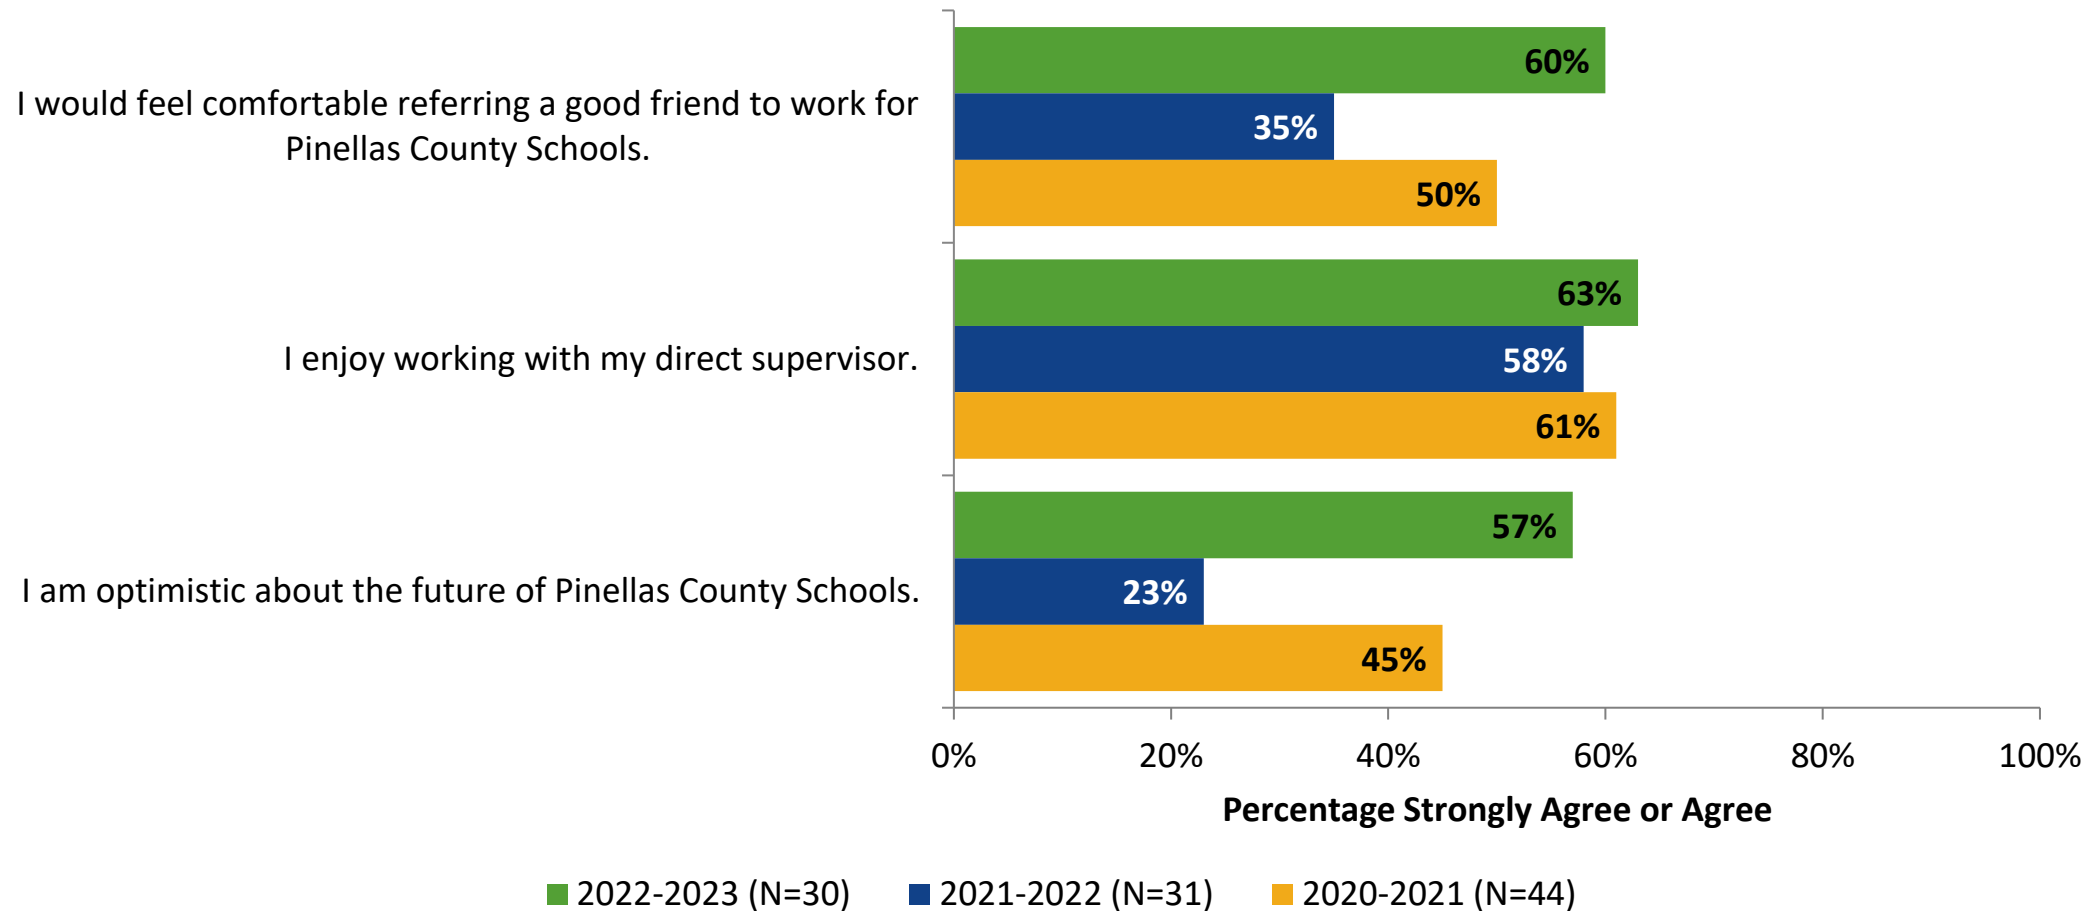 60%
I would feel comfortable referring a good friend to work for
Pinellas County Schools.
35%
50%
63%
I enjoy working with my direct supervisor.
58%
61%
57%
I am optimistic about the future of Pinellas County Schools.
23%
45%
0% 20% 40% 60% 80% 100%
Percentage Strongly Agree or Agree
2022-2023 (N=30) 2021-2022 (N=31) 2020-2021 (N=44)